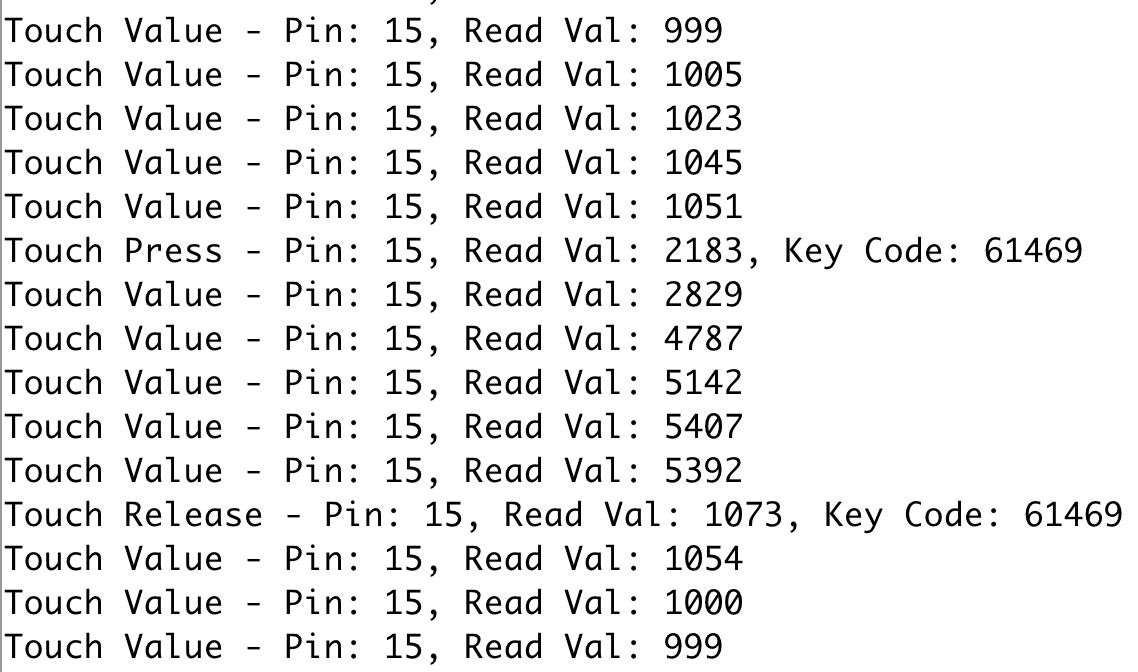 Touch Value - Pin: 15, Read Val: 999
Touch Value - Pin: 15, Read Val: 1005
Touch Value - Pin: 15, Read Val: 1023
Touch Value - Pin: 15, Read Val: 1045
Touch Value - Pin: 15, Read Val: 1051
Touch Press - Pin: 15, Read Val: 2183, Key Code: 61469
Touch Value - Pin: 15, Read Val: 2829
Touch Value - Pin: 15, Read Val: 4787
Touch Value - Pin: 15, Read Val: 5142
Touch Value - Pin: 15, Read Val: 5407
Touch Value - Pin: 15, Read Val: 5392
Touch Release - Pin: 15, Read Val: 1073, Key Code: 61469
Touch Value - Pin: 15, Read Val: 1054
Touch Value - Pin: 15, Read Val: 1000
Touch Value - Pin: 15, Read Val: 999